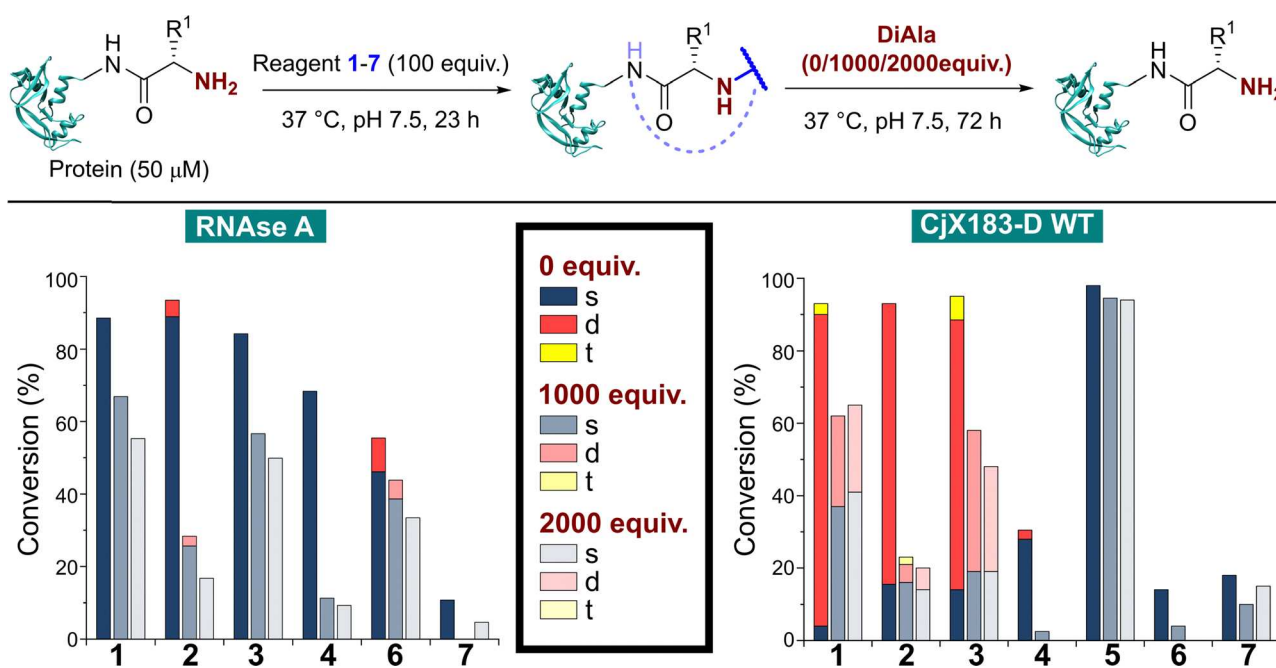 H
N
R¹
O
NH₂
Protein (50 μM)
Reagent 1-7 (100 equiv.)
37 °C, pH 7.5, 23 h
H
N
R¹
O
N
H
DiAla
(0/1000/2000equiv.)
37 °C, pH 7.5, 72 h
H
N
R¹
O
NH₂
RNAse A
Conversion (%)
100
80
60
40
20
0
1 2 3 4 6 7
0 equiv.
s
d
t
1000 equiv.
s
d
t
2000 equiv.
s
d
t
CjX183-D WT
Conversion (%)
100
80
60
40
20
0
1 2 3 4 5 6 7